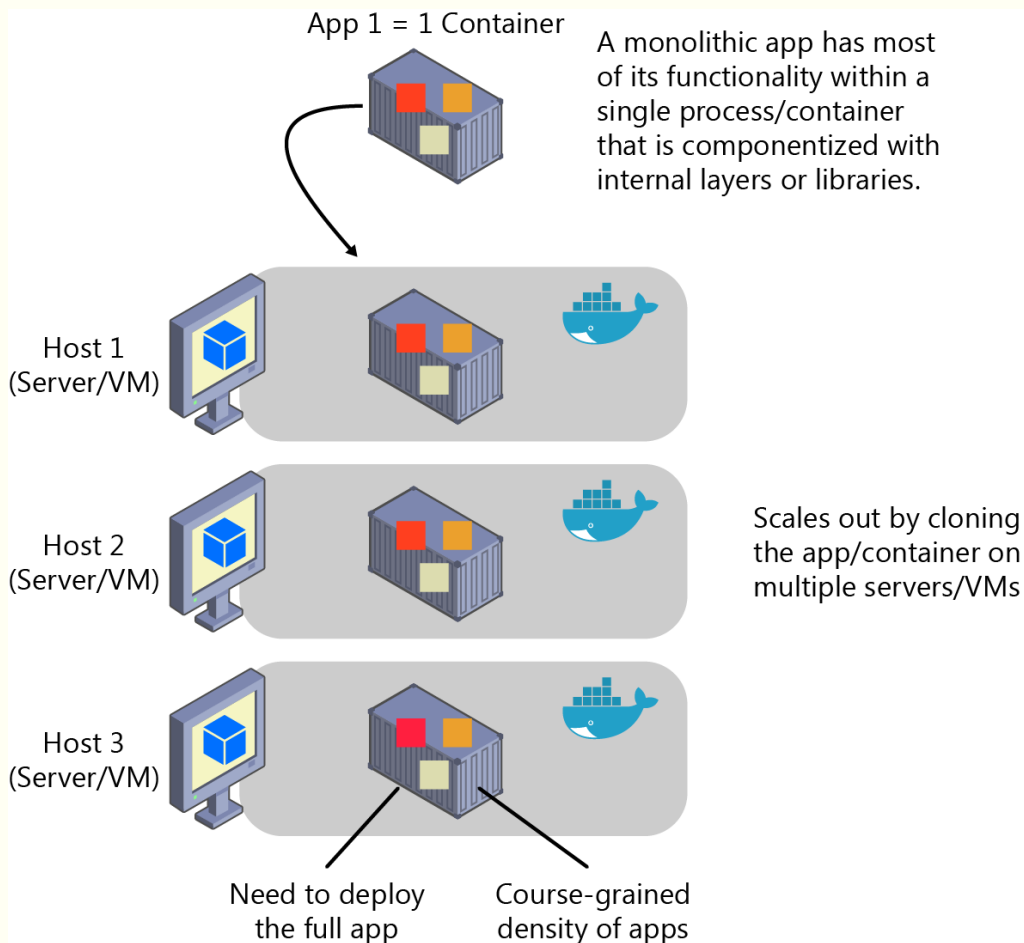 App 1 = 1 Container
A monolithic app has most
of its functionality within a
single process/container
that is componentized with
internal layers or libraries.
Host 1
(Server/VM)
Host 2
(Server/VM)
Scales out by cloning
the app/container on
multiple servers/VMs
Host 3
(Server/VM)
Need to deploy
the full app
Course-grained
density of apps